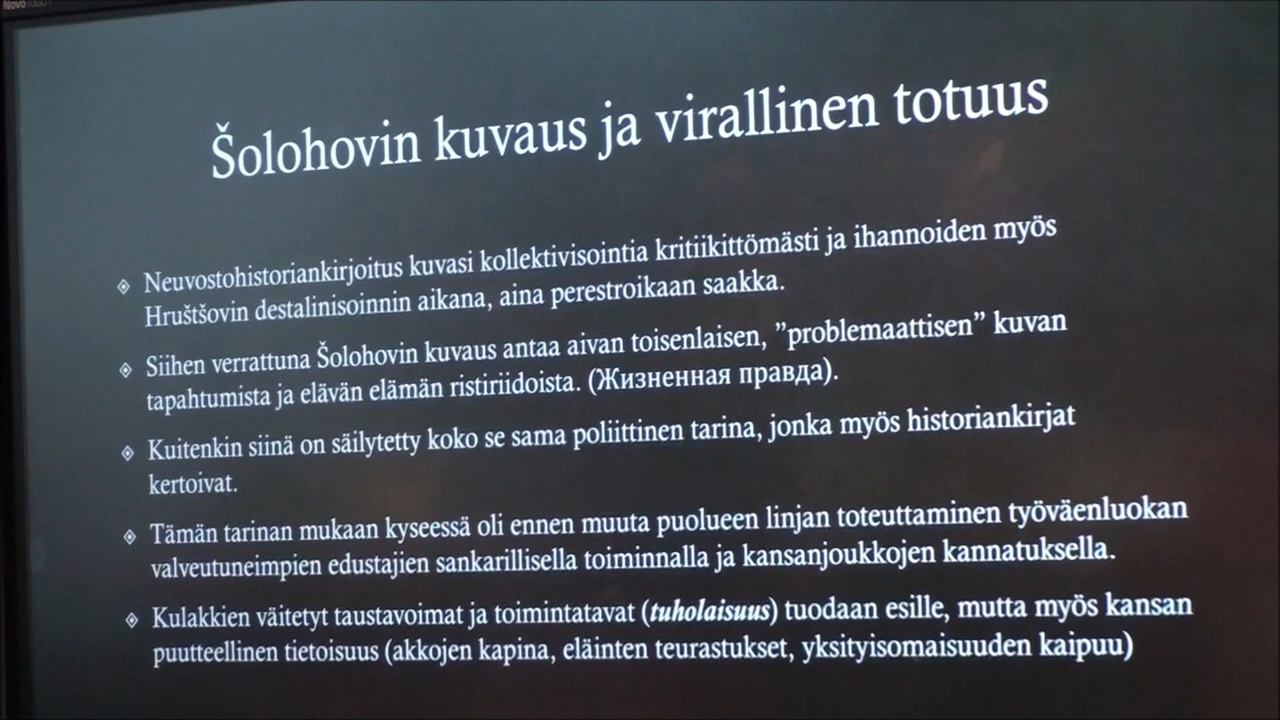 Novo TOUCH
Šolohovin kuvaus ja virallinen totuus
Neuvostohistoriankirjoitus kuvasi kollektivisointia kritiikittömästi ja ihannoiden myös
Hruštšovin destalinisoinnin aikana, aina perestroikaan saakka.
Siihen verrattuna Šolohovin kuvaus antaa aivan toisenlaisen, ”problemaattisen” kuvan
tapahtumista ja elävän elämän ristiriidoista. (Жизненная правда).
Kuitenkin siinä on säilytetty koko se sama poliittinen tarina, jonka myös historiankirjat
kertoivat.
Tämän tarinan mukaan kyseessä oli ennen muuta puolueen linjan toteuttaminen työväenluokan
valveutuneimpien edustajien sankarillisella toiminnalla ja kansanjoukkojen kannatuksella.
Kulakkien väitetyt taustavoimat ja toimintatavat (tuholaisuus) tuodaan esille, mutta myös kansan
puutteellinen tietoisuus (akkojen kapina, eläinten teurastukset, yksityisomaisuuden kaipuu)